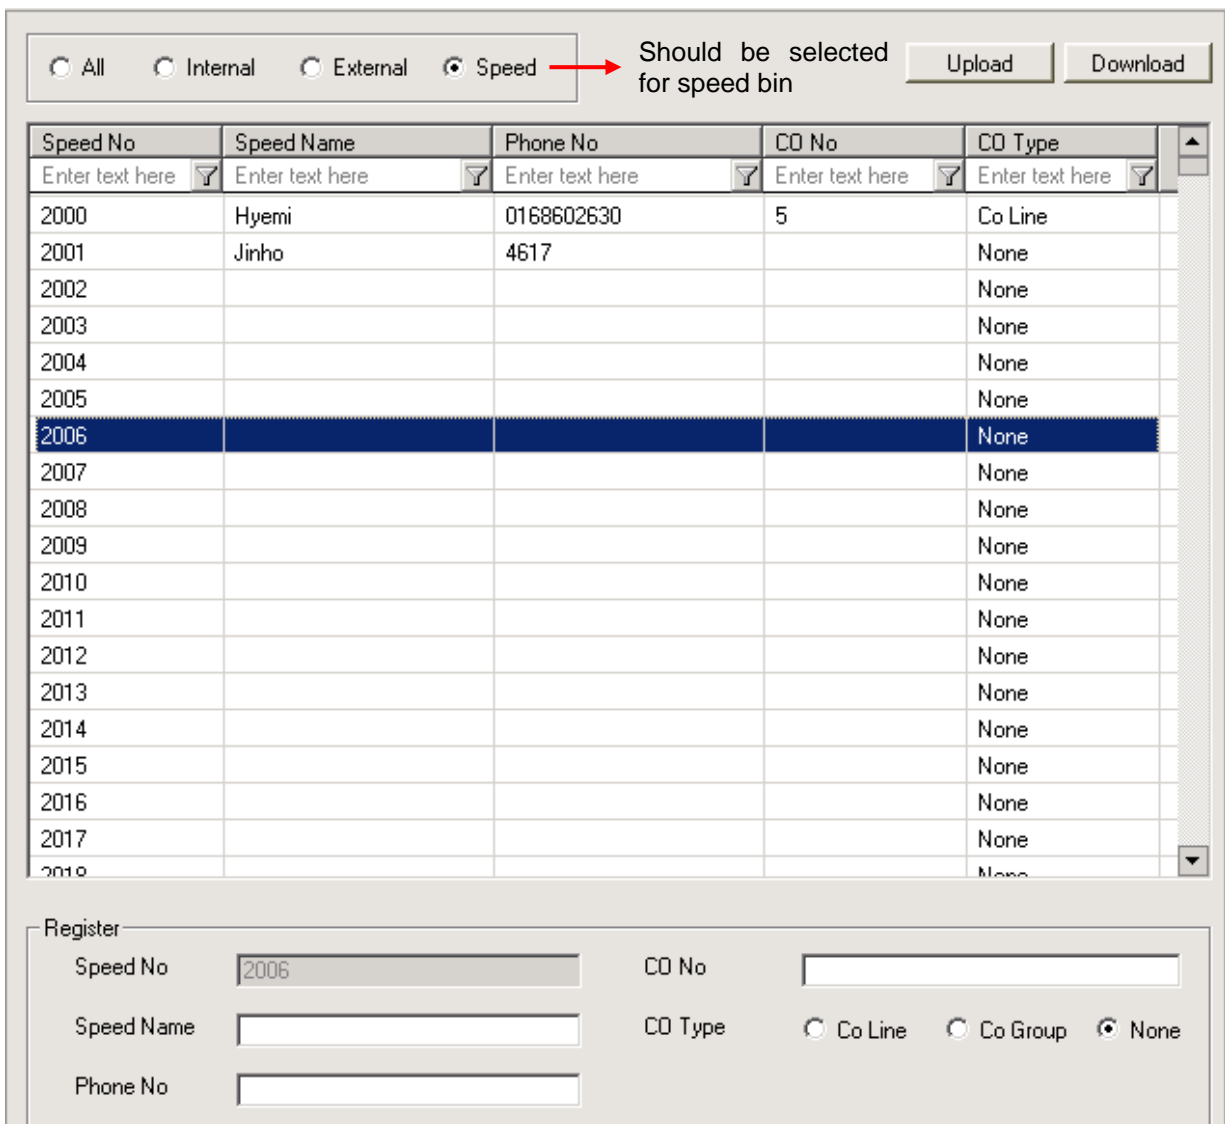 All Internal External Speed Should be selected for speed bin Upload Download
Speed No Speed Name Phone No CO No CO Type
Enter text here Enter text here Enter text here Enter text here Enter text here
2000 Hyemi 0168602630 5 Co Line
2001 Jinho 4617 None
2002 None
2003 None
2004 None
2005 None
2006 None
2007 None
2008 None
2009 None
2010 None
2011 None
2012 None
2013 None
2014 None
2015 None
2016 None
2017 None
2018 None
Register
Speed No 2006 CO No
Speed Name CO Type Co Line Co Group None
Phone No